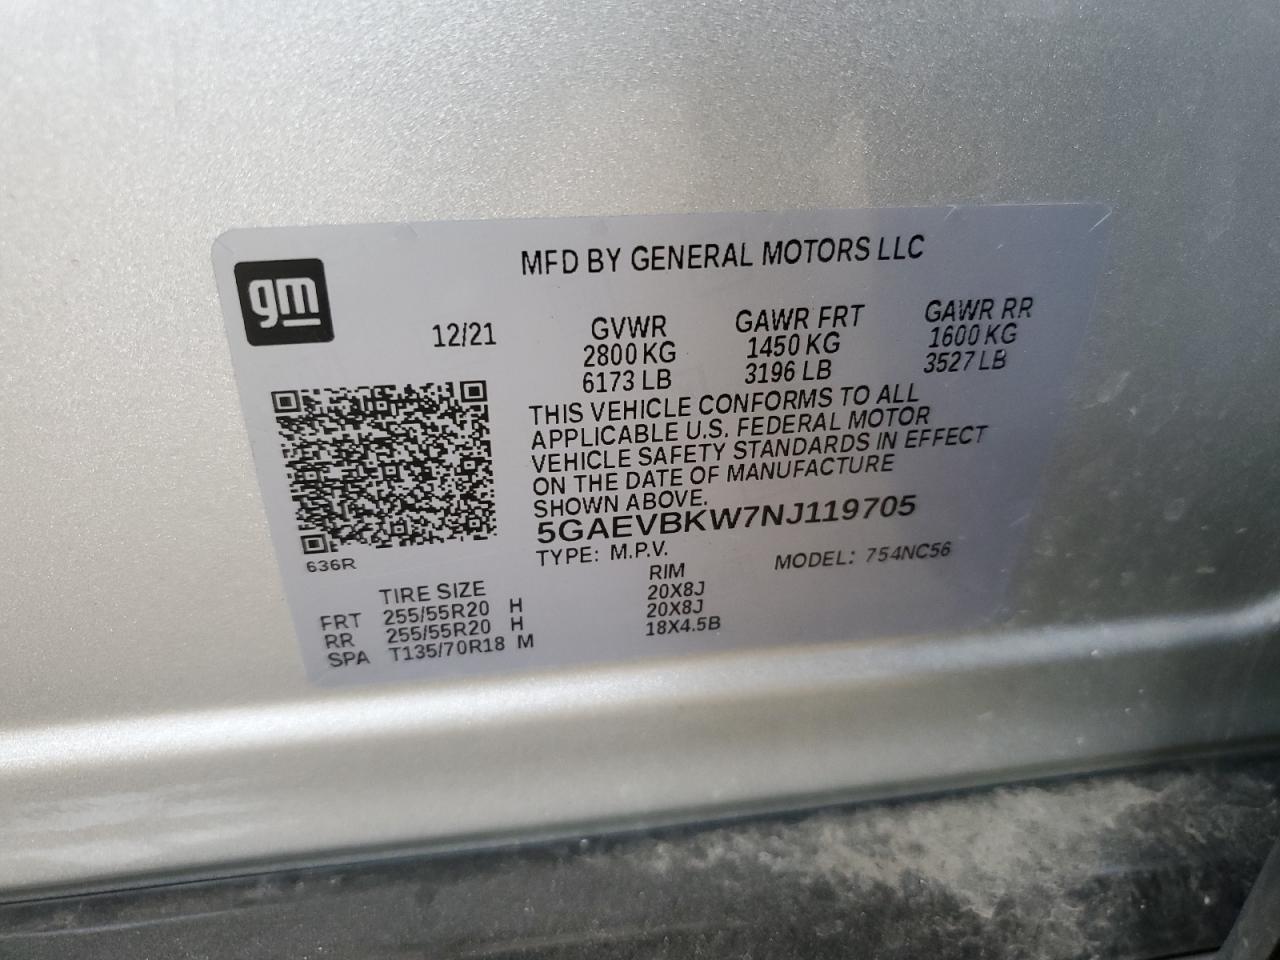 MFD BY GENERAL MOTORS LLC
gm
12/21 GVWR GAWR FRT GAWR RR
2800 KG 1450 KG 1600 KG
6173 LB 3196 LB 3527 LB
THIS VEHICLE CONFORMS TO ALL
APPLICABLE U.S. FEDERAL MOTOR
VEHICLE SAFETY STANDARDS IN EFFECT
ON THE DATE OF MANUFACTURE
SHOWN ABOVE.
5GAEVBKW7NJ119705
636R
TYPE: M.P.V. MODEL: 754NC56
TIRE SIZE RIM
FRT 255/55R20 H 20X8J
RR 255/55R20 H 20X8J
SPA T135/70R18 M 18X4.5B